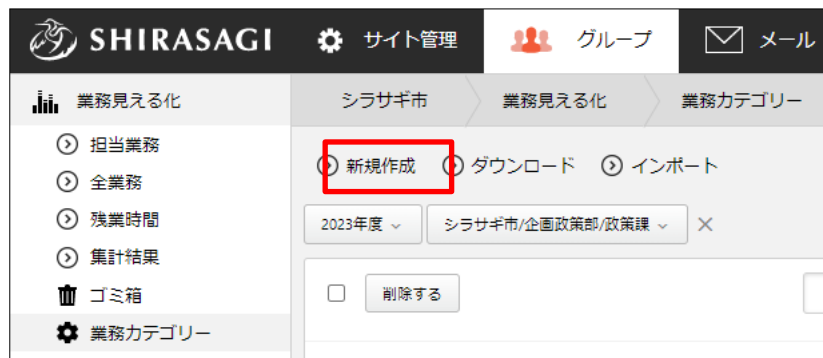 SHIRASAGI サイト管理 グループ メール
業務見える化
担当業務
全業務
残業時間
集計結果
ゴミ箱
業務カテゴリー
シラサギ市 業務見える化 業務カテゴリー
新規作成 ダウンロード インポート
2023年度 シラサギ市/企画政策部/政策課
削除する